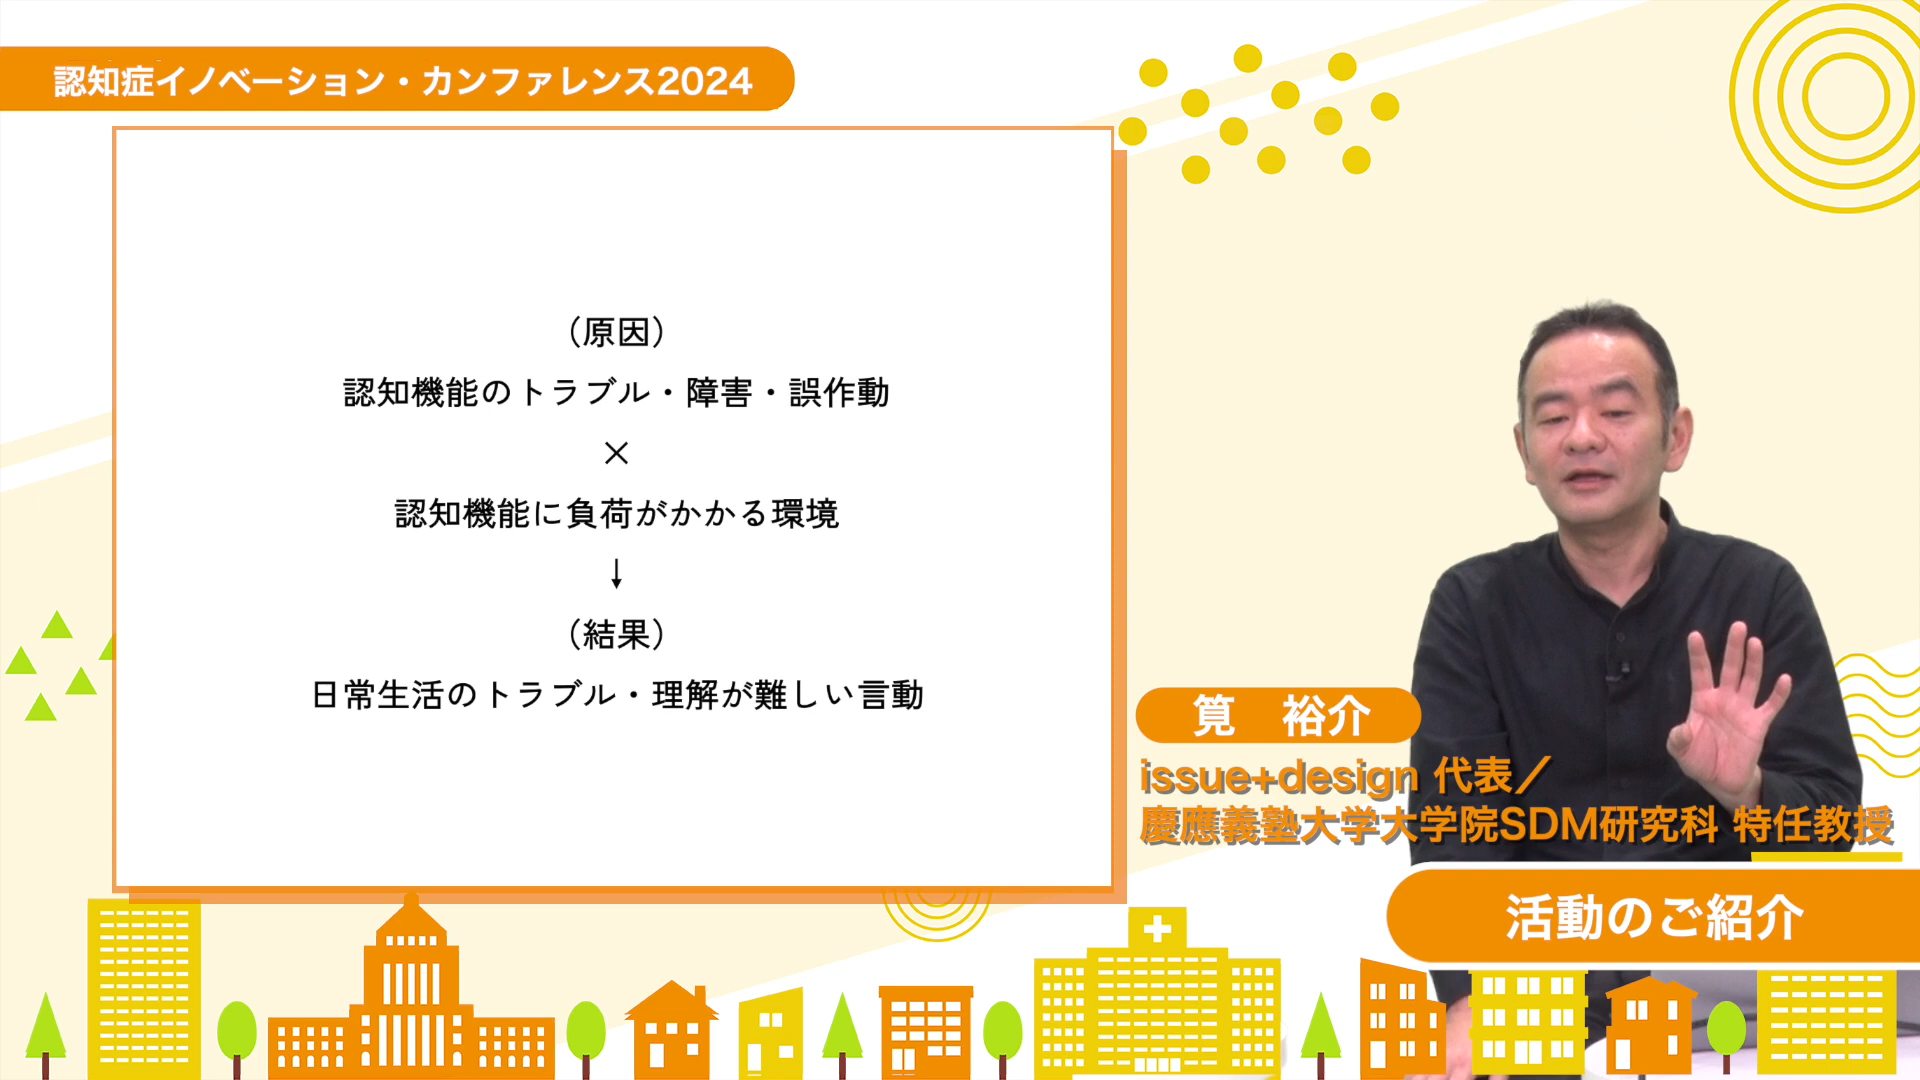 認知症イノベーション・カンファレンス2024
（原因）
認知機能のトラブル・障害・誤作動
×
認知機能に負荷がかかる環境
↓
（結果）
日常生活のトラブル・理解が難しい言動
筧　裕介
issue+design 代表／
慶應義塾大学大学院SDM研究科 特任教授
活動のご紹介